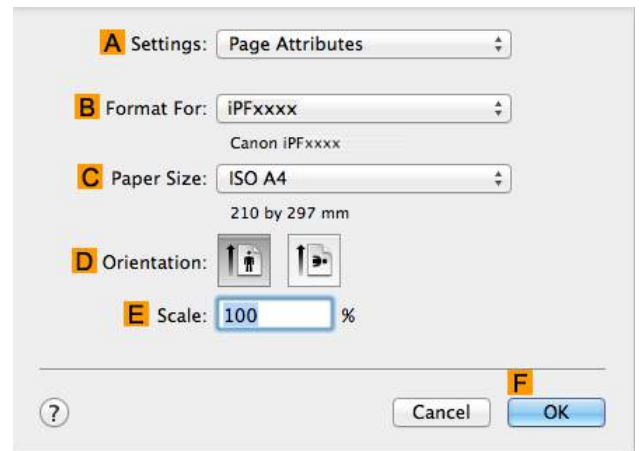 A Settings: Page Attributes
B Format For: iPFxxxx
Canon iPFxxxx
C Paper Size: ISO A4
210 by 297 mm
D Orientation:
E Scale: 100 %
F
? Cancel OK